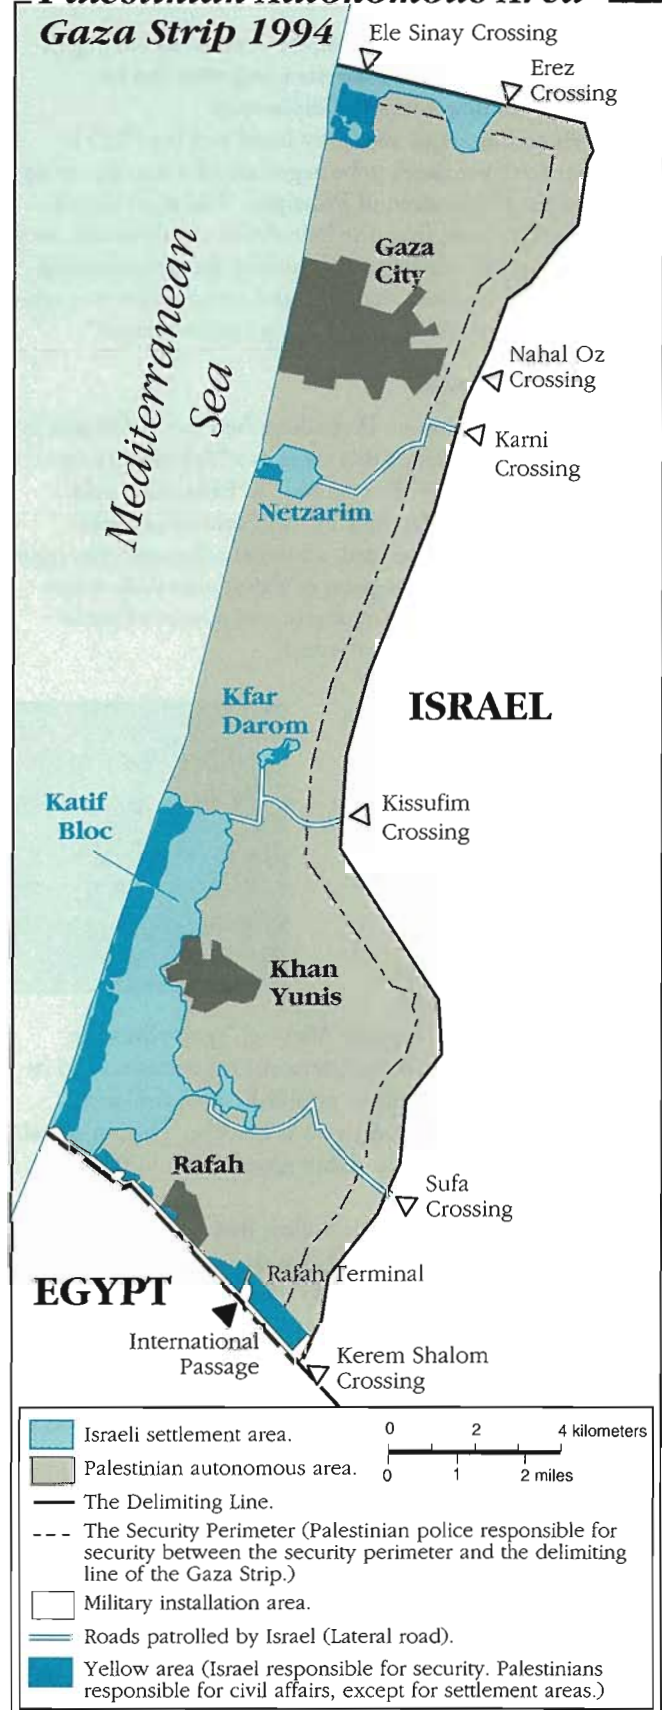 Palestinian Autonomous Area
Gaza Strip 1994
Ele Sinay Crossing
Erez
Crossing
Mediterranean
Sea
Gaza
City
Nahal Oz
Crossing
Karni
Crossing
Netzarim
Kfar
Darom
ISRAEL
Katif
Bloc
Kissufim
Crossing
Khan
Yunis
Rafah
Sufa
Crossing
EGYPT
Rafah Terminal
International
Passage
Kerem Shalom
Crossing
Israeli settlement area.
Palestinian autonomous area.
0 2 4 kilometers
0 1 2 miles
The Delimiting Line.
The Security Perimeter (Palestinian police responsible for
security between the security perimeter and the delimiting
line of the Gaza Strip.)
Military installation area.
Roads patrolled by Israel (Lateral road).
Yellow area (Israel responsible for security. Palestinians
responsible for civil affairs, except for settlement areas.)